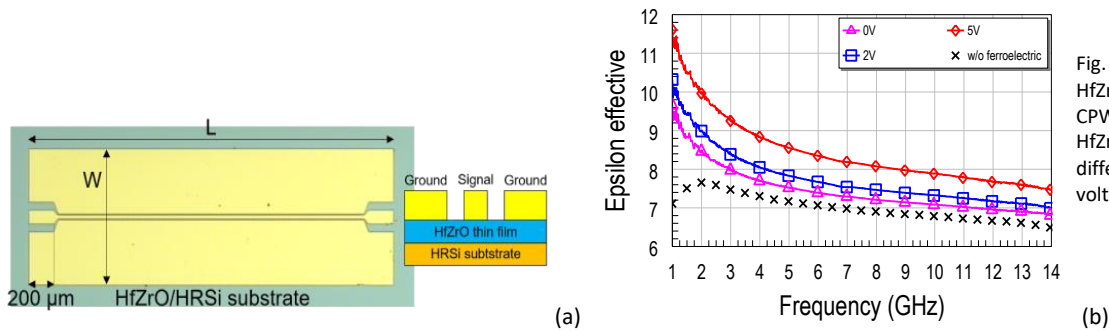 L
W
200 µm
HfZrO/HRSi substrate
Ground Signal Ground
HfZrO thin film
HRSi subtstrate
(a)
Epsilon effective
12
11
10
9
8
7
6
0V
5V
2V
w/o ferroelectric
1 2 3 4 5 6 7 8 9 10 11 12 13 14
Frequency (GHz)
(b)
Fig.
HfZr
CPW
HfZr
diffe
volt